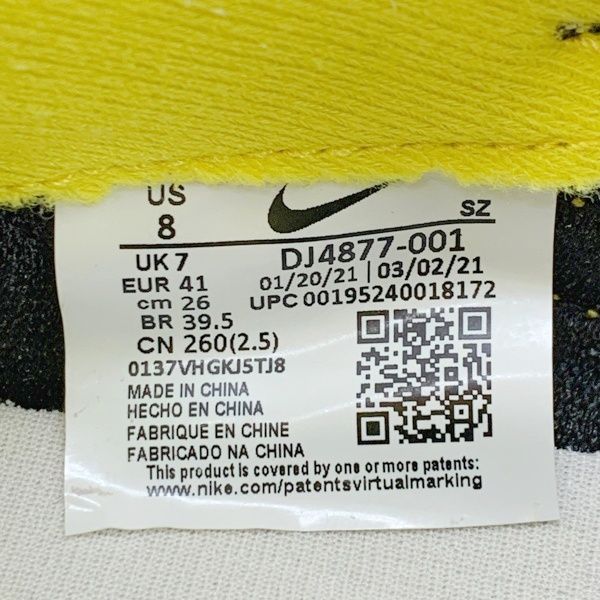 US
8
SZ
UK 7
EUR 41
cm 26
BR 39.5
CN 260(2.5)
DJ4877-001
01/20/21 | 03/02/21
UPC 00195240018172
0137VHGKJ5TJ8
MADE IN CHINA
HECHO EN CHINA
FABRIQUE EN CHINE
FABRICADO NA CHINA
This product is covered by one or more patents:
www.nike.com/patentsvirtualmarking